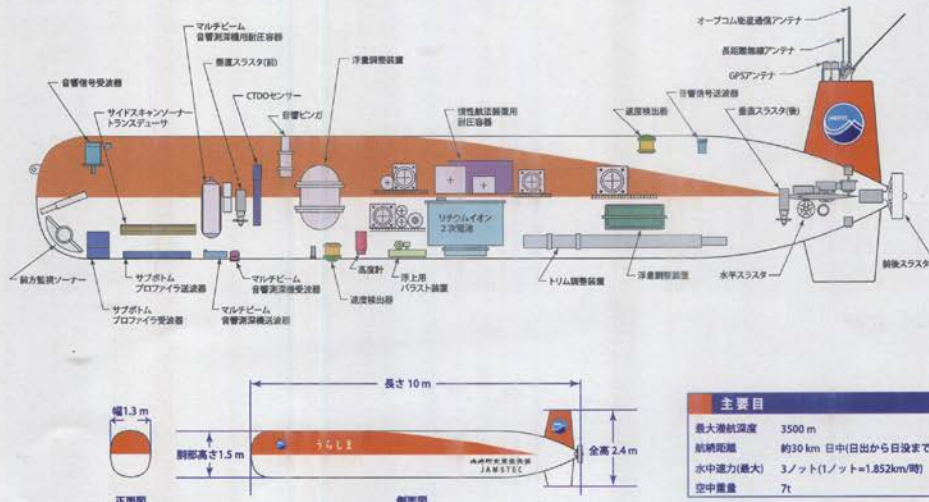 オーブコム衛星通信アンテナ
長距離無線アンテナ
GPSアンテナ
マルチビーム
音響測深機用耐圧容器
垂直スラスタ(前)
浮量調整装置
音響信号受波器
サイドスキャンソーナー
トランスデューサ
CTDOセンサー
音響ピンガ
慣性航法装置用
耐圧容器
速度検出器
音響信号送波器
垂直スラスタ(後)
JAMSTEC
リチウムイオン
2次電池
前方監視ソーナー
サブボトム
プロファイラ受波器
サブボトム
プロファイラ送波器
マルチビーム
音響測深機送波器
マルチビーム
音響測深機受波器
速度検出器
高度計
浮上用
バラスト装置
トリム調整装置
浮量調整装置
水平スラスタ
前後スラスタ
長さ 10 m
幅1.3 m
胴部高さ1.5 m
全高 2.4 m
うらしま
JAMSTEC
正面図
側面図
主要目
最大潜航深度 3500 m
航続距離 約30 km 日中(日出から日没まで
水中速力(最大) 3ノット(1ノット=1.852km/時)
空中重量 7t